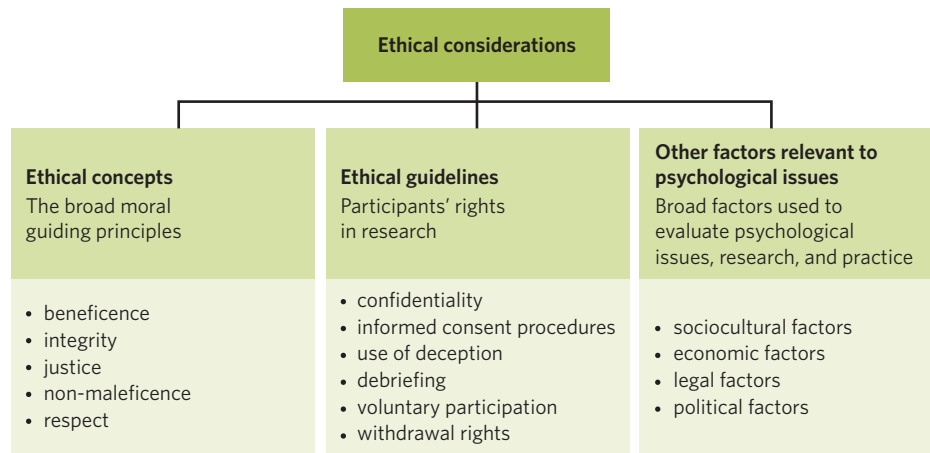 Ethical considerations
Ethical concepts
The broad moral
guiding principles
• beneficence
• integrity
• justice
• non-maleficence
• respect
Ethical guidelines
Participants’ rights
in research
• confidentiality
• informed consent procedures
• use of deception
• debriefing
• voluntary participation
• withdrawal rights
Other factors relevant to
psychological issues
Broad factors used to
evaluate psychological
issues, research, and practice
• sociocultural factors
• economic factors
• legal factors
• political factors